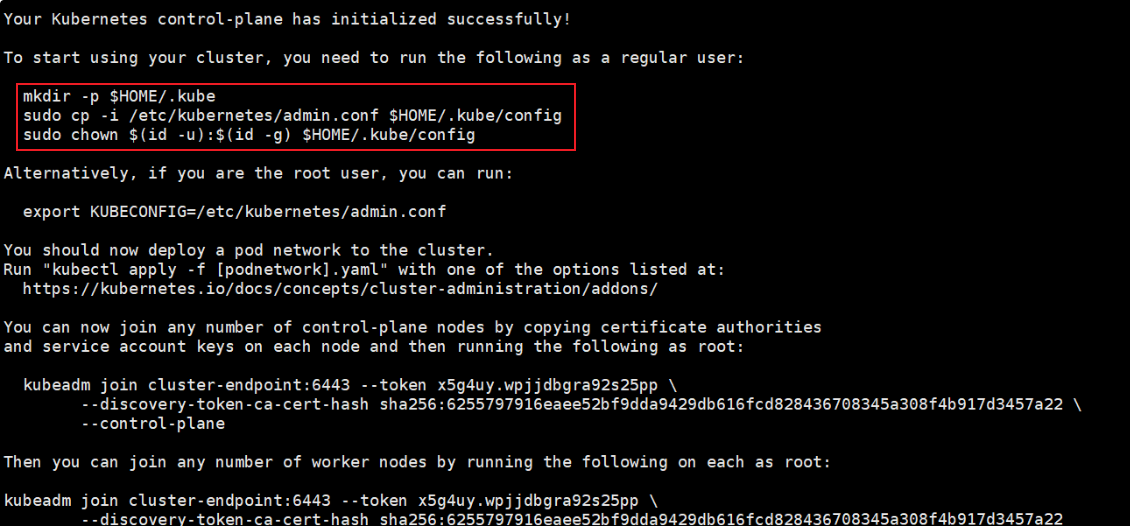 Your Kubernetes control-plane has initialized successfully!
To start using your cluster, you need to run the following as a regular user:
mkdir -p $HOME/.kube
sudo cp -i /etc/kubernetes/admin.conf $HOME/.kube/config
sudo chown $(id -u):$(id -g) $HOME/.kube/config
Alternatively, if you are the root user, you can run:
export KUBECONFIG=/etc/kubernetes/admin.conf
You should now deploy a pod network to the cluster.
Run "kubectl apply -f [podnetwork].yaml" with one of the options listed at:
https://kubernetes.io/docs/concepts/cluster-administration/addons/
You can now join any number of control-plane nodes by copying certificate authorities
and service account keys on each node and then running the following as root:
kubeadm join cluster-endpoint:6443 --token x5g4uy.wpjjdbgra92s25pp \
--discovery-token-ca-cert-hash sha256:6255797916eaee52bf9dda9429db616fcd828436708345a308f4b917d3457a22 \
--control-plane
Then you can join any number of worker nodes by running the following on each as root:
kubeadm join cluster-endpoint:6443 --token x5g4uy.wpjjdbgra92s25pp \
--discovery-token-ca-cert-hash sha256:6255797916eaee52bf9dda9429db616fcd828436708345a308f4b917d3457a22